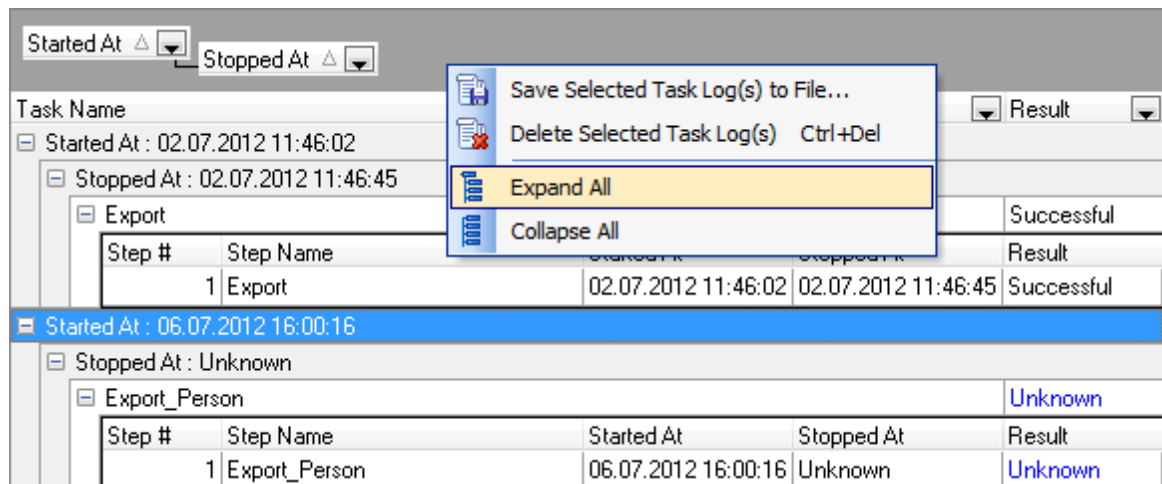 Started At
Stopped At
Task Name Result
Save Selected Task Log(s) to File...
Delete Selected Task Log(s) Ctrl+Del
Expand All
Collapse All
Started At : 02.07.2012 11:46:02
Stopped At : 02.07.2012 11:46:45
Export Successful
Step # Step Name Started At Stopped At Result
1 Export 02.07.2012 11:46:02 02.07.2012 11:46:45 Successful
Started At : 06.07.2012 16:00:16
Stopped At : Unknown
Export_Person Unknown
Step # Step Name Started At Stopped At Result
1 Export_Person 06.07.2012 16:00:16 Unknown Unknown